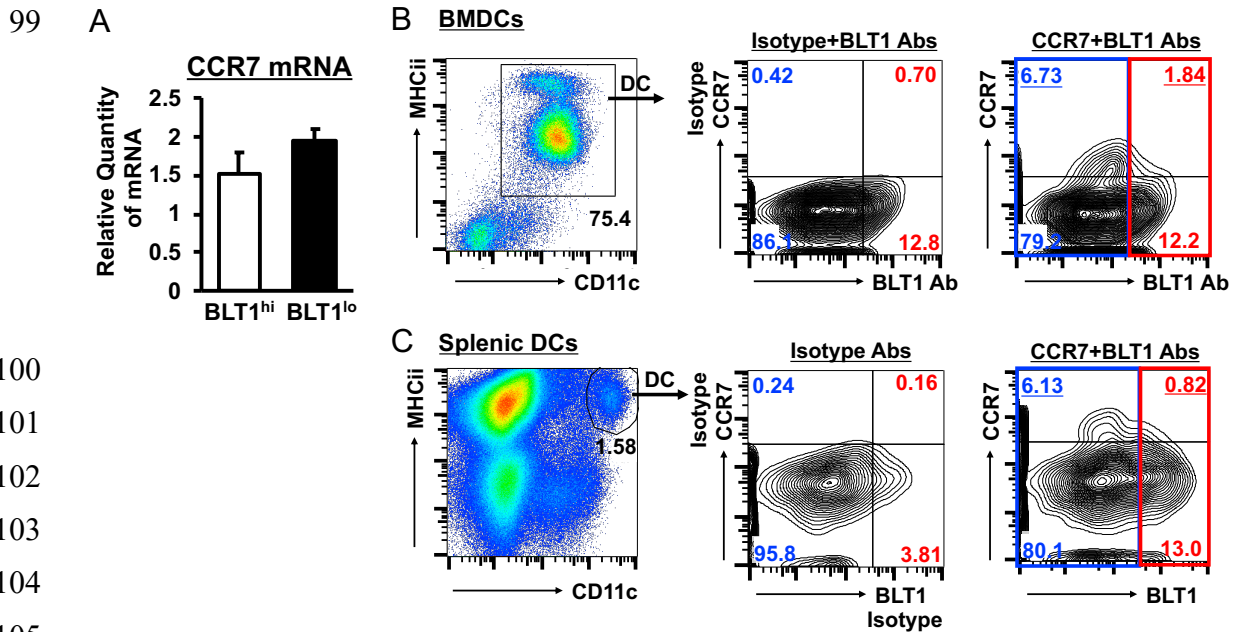 99
A
CCR7 mRNA
Relative Quantity
of mRNA
2.5
2
1.5
1
0.5
0
BLT1hi BLT1lo
B
BMDCs
MHCii
CD11c
75.4
DC
Isotype+BLT1 Abs
Isotype
CCR7
0.42
0.70
86.1
12.8
BLT1 Ab
CCR7+BLT1 Abs
CCR7
6.73
1.84
79.2
12.2
BLT1 Ab
100
101
102
103
104
C
Splenic DCs
MHCii
CD11c
1.58
DC
Isotype Abs
Isotype
CCR7
0.24
0.16
95.8
3.81
BLT1
Isotype
CCR7+BLT1 Abs
CCR7
6.13
0.82
80.1
13.0
BLT1